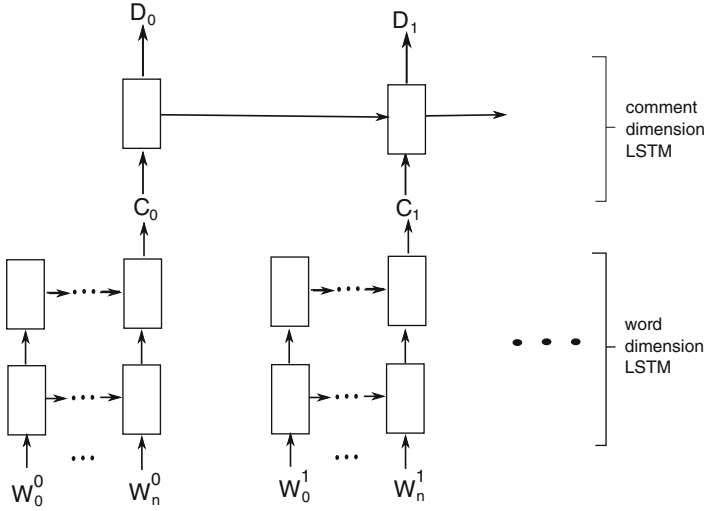 D₀ D₁
comment
dimension
LSTM
C₀ C₁
word
dimension
LSTM
W₀⁰ ... Wₙ⁰ ... W₀¹ ... Wₙ¹